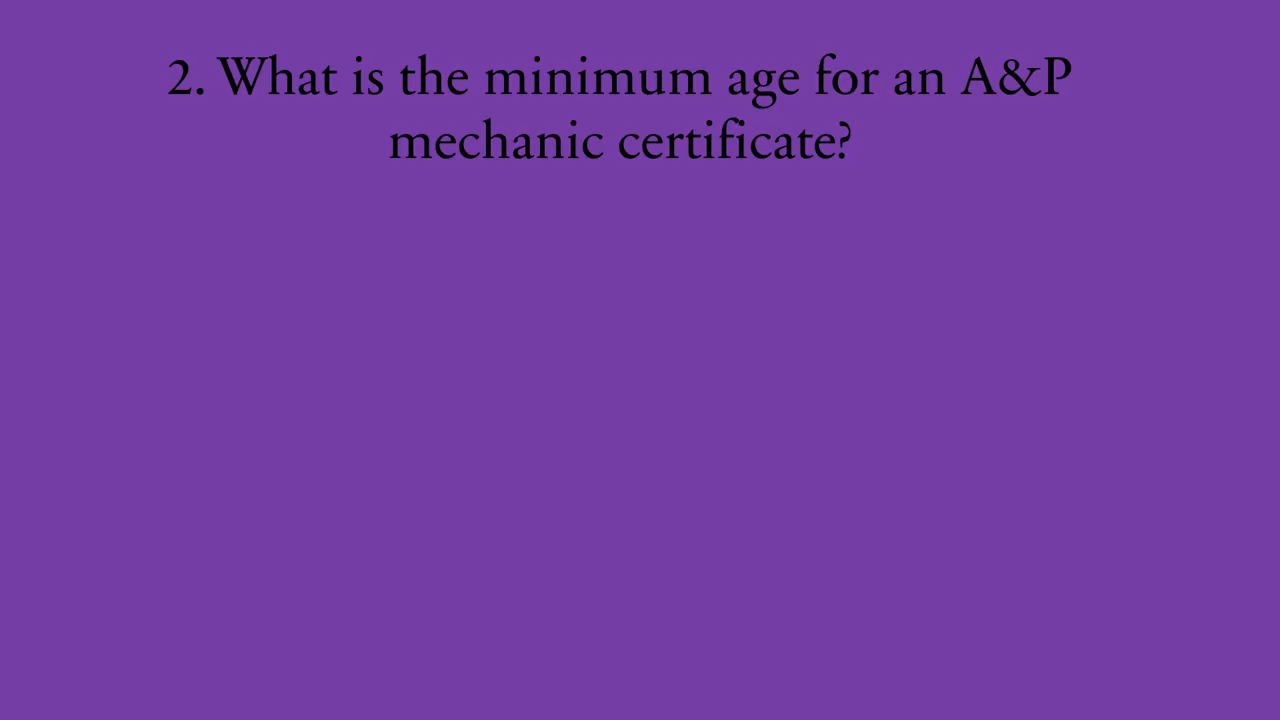 2. What is the minimum age for an A&P
mechanic certificate?